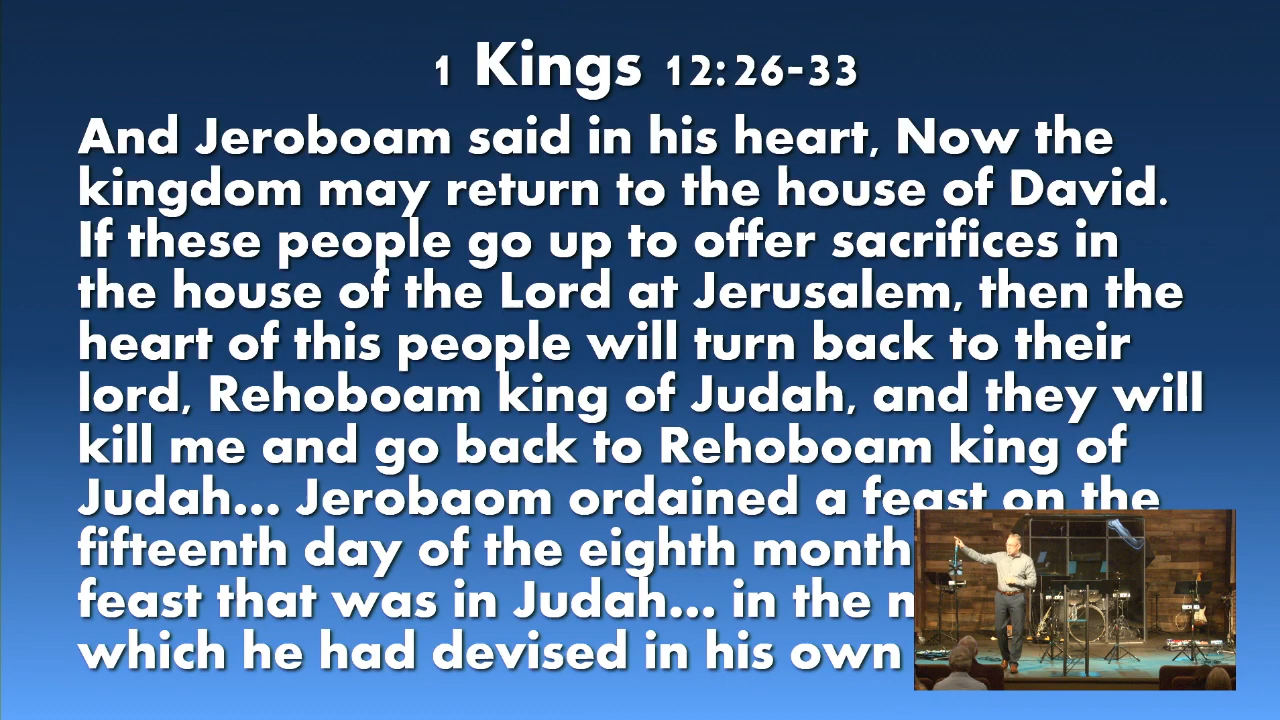 1 Kings 12:26-33
And Jeroboam said in his heart, Now the
kingdom may return to the house of David.
If these people go up to offer sacrifices in
the house of the Lord at Jerusalem, then the
heart of this people will turn back to their
lord, Rehoboam king of Judah, and they will
kill me and go back to Rehoboam king of
Judah... Jerobaom ordained a feast on the
fifteenth day of the eighth month
feast that was in Judah... in the
which he had devised in his own